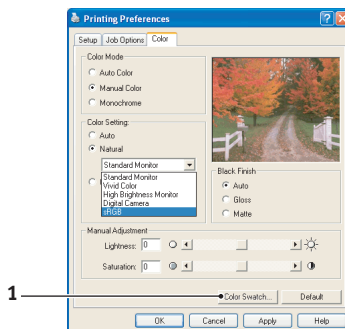 Printing Preferences
Setup Job Options Color
Color Mode
Auto Color
Manual Color
Monochrome
Color Setting:
Auto
Natural
Standard Monitor
Standard Monitor
Vivid Color
High Brightness Monitor
Digital Camera
sRGB
Black Finish
Auto
Gloss
Matte
Manual Adjustment
Lightness: 0
Saturation: 0
1
Color Swatch... Default
OK Cancel Apply Help